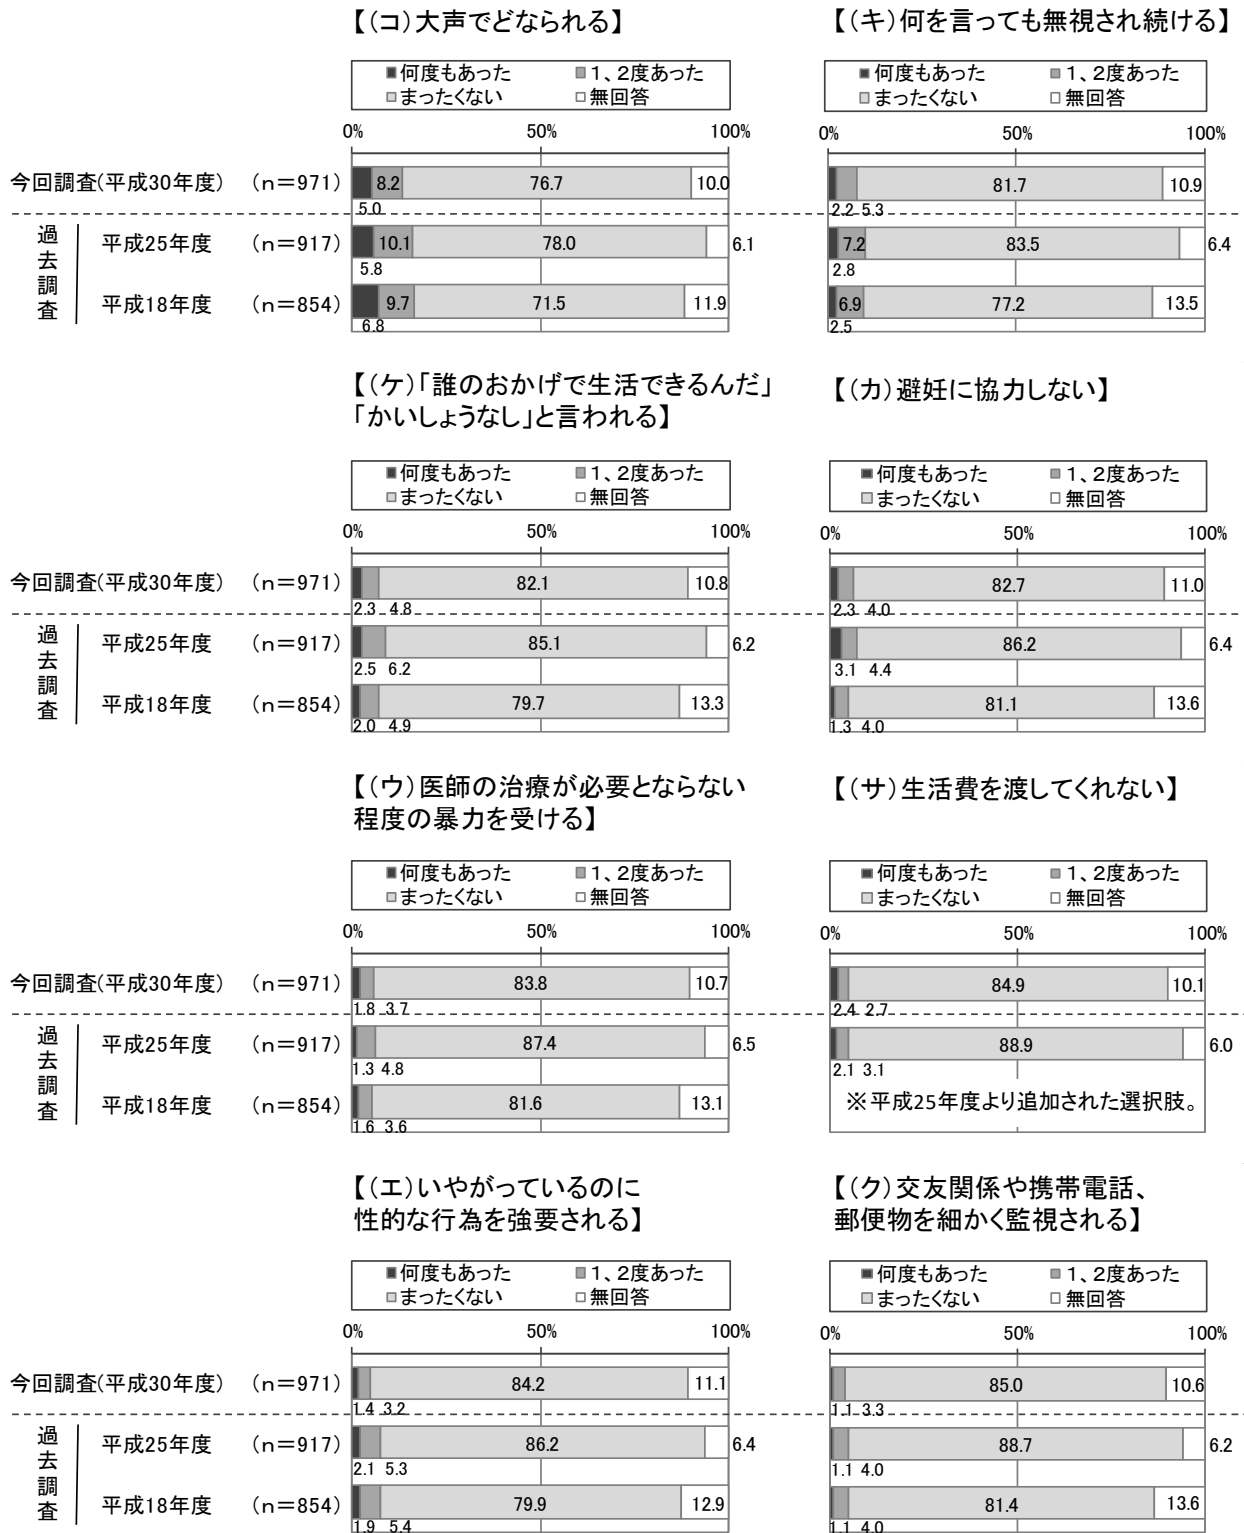 【(コ)大声でどなられる】
■何度もあった ■1、2度あった
□まったくない □無回答
0% 50% 100%
今回調査(平成30年度) (n=971) 8.2 76.7 10.0
5.0
過去調査
平成25年度 (n=917) 10.1 78.0 6.1
5.8
平成18年度 (n=854) 9.7 71.5 11.9
6.8
【(キ)何を言っても無視され続ける】
■何度もあった ■1、2度あった
□まったくない □無回答
0% 50% 100%
81.7 10.9
2.2 5.3
7.2 83.5 6.4
2.8
6.9 77.2 13.5
2.5
【(ケ)「誰のおかげで生活できるんだ」
「かいしょうなし」と言われる】
■何度もあった ■1、2度あった
□まったくない □無回答
0% 50% 100%
今回調査(平成30年度) (n=971) 82.1 10.8
2.3 4.8
過去調査
平成25年度 (n=917) 85.1 6.2
2.5 6.2
平成18年度 (n=854) 79.7 13.3
2.0 4.9
【(カ)避妊に協力しない】
■何度もあった ■1、2度あった
□まったくない □無回答
0% 50% 100%
82.7 11.0
2.3 4.0
86.2 6.4
3.1 4.4
81.1 13.6
1.3 4.0
【(ウ)医師の治療が必要とならない
程度の暴力を受ける】
■何度もあった ■1、2度あった
□まったくない □無回答
0% 50% 100%
今回調査(平成30年度) (n=971) 83.8 10.7
1.8 3.7
過去調査
平成25年度 (n=917) 87.4 6.5
1.3 4.8
平成18年度 (n=854) 81.6 13.1
1.6 3.6
【(サ)生活費を渡してくれない】
■何度もあった ■1、2度あった
□まったくない □無回答
0% 50% 100%
84.9 10.1
2.4 2.7
88.9 6.0
2.1 3.1
※平成25年度より追加された選択肢。
【(エ)いやがっているのに
性的な行為を強要される】
■何度もあった ■1、2度あった
□まったくない □無回答
0% 50% 100%
今回調査(平成30年度) (n=971) 84.2 11.1
1.4 3.2
過去調査
平成25年度 (n=917) 86.2 6.4
2.1 5.3
平成18年度 (n=854) 79.9 12.9
1.9 5.4
【(ク)交友関係や携帯電話、
郵便物を細かく監視される】
■何度もあった ■1、2度あった
□まったくない □無回答
0% 50% 100%
85.0 10.6
1.1 3.3
88.7 6.2
1.1 4.0
81.4 13.6
1.1 4.0